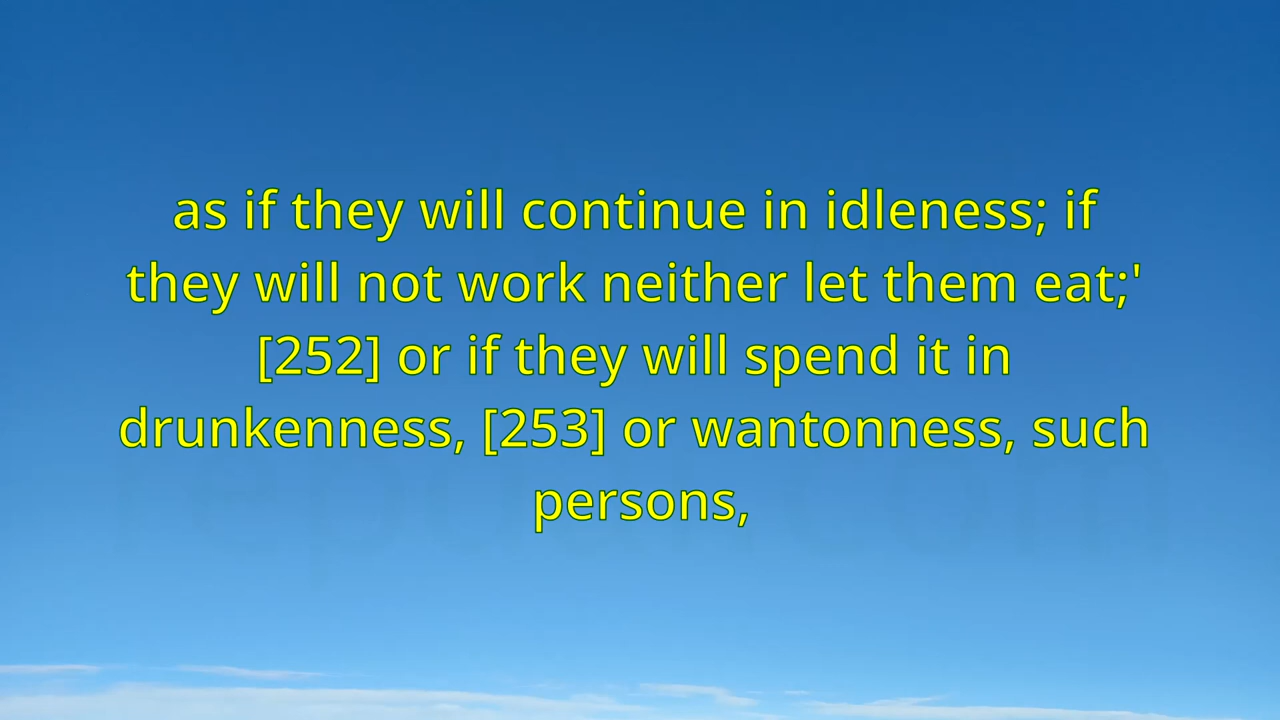 as if they will continue in idleness; if
they will not work neither let them eat;'
[252] or if they will spend it in
drunkenness, [253] or wantonness, such
persons,